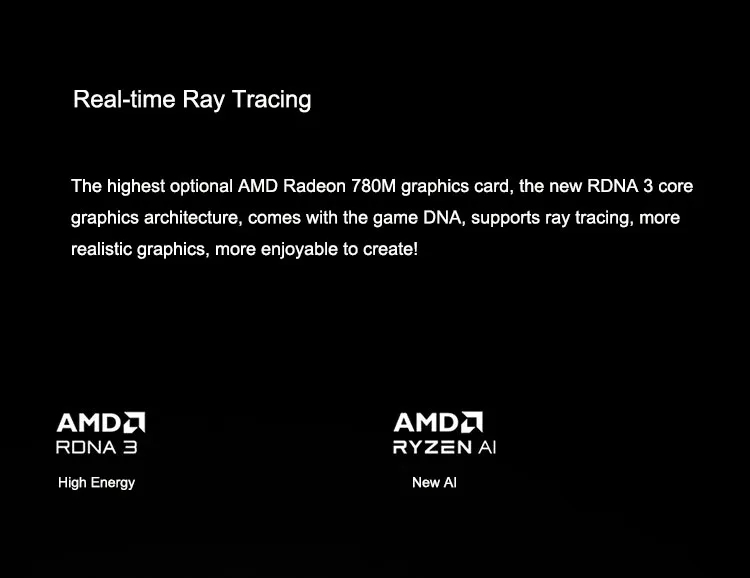 Real-time Ray Tracing
The highest optional AMD Radeon 780M graphics card, the new RDNA 3 core
graphics architecture, comes with the game DNA, supports ray tracing, more
realistic graphics, more enjoyable to create!
AMD
RDNA 3
High Energy
AMD
RYZEN AI
New AI